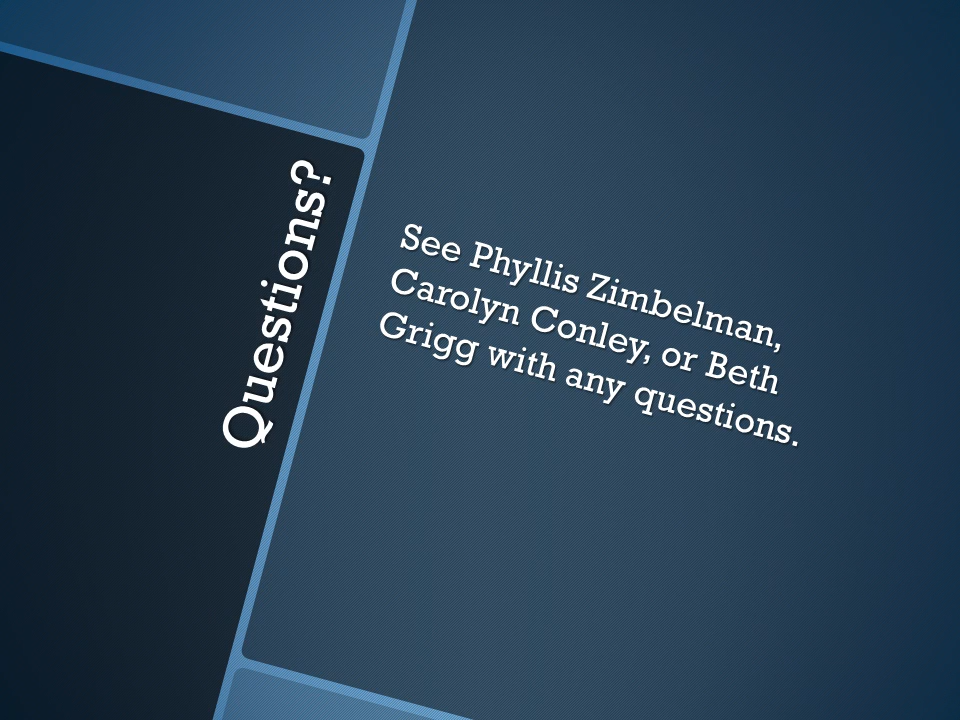 Questions?
See Phyllis Zimbelman,
Carolyn Conley, or Beth
Grigg with any questions.